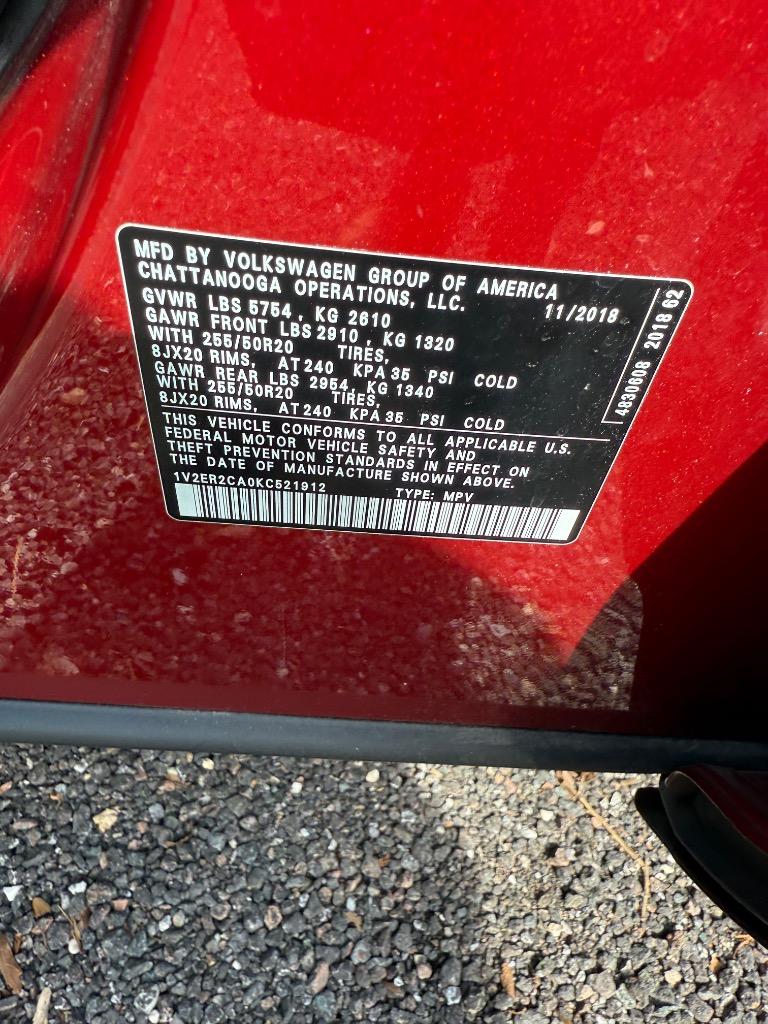 MFD BY VOLKSWAGEN GROUP OF AMERICA
CHATTANOOGA OPERATIONS, LLC.
11/2018
GVWR LBS 5754 , KG 2610
GAWR FRONT LBS 2910 , KG 1320
WITH 255/50R20 TIRES,
8JX20 RIMS, AT 240 KPA 35 PSI COLD
GAWR REAR LBS 2954, KG 1340
WITH 255/50R20 TIRES,
8JX20 RIMS, AT 240 KPA 35 PSI COLD
THIS VEHICLE CONFORMS TO ALL APPLICABLE U.S.
FEDERAL MOTOR VEHICLE SAFETY AND
THEFT PREVENTION STANDARDS IN EFFECT ON
THE DATE OF MANUFACTURE SHOWN ABOVE.
1V2ER2CA0KC521912 TYPE: MPV
4830608 2018 62